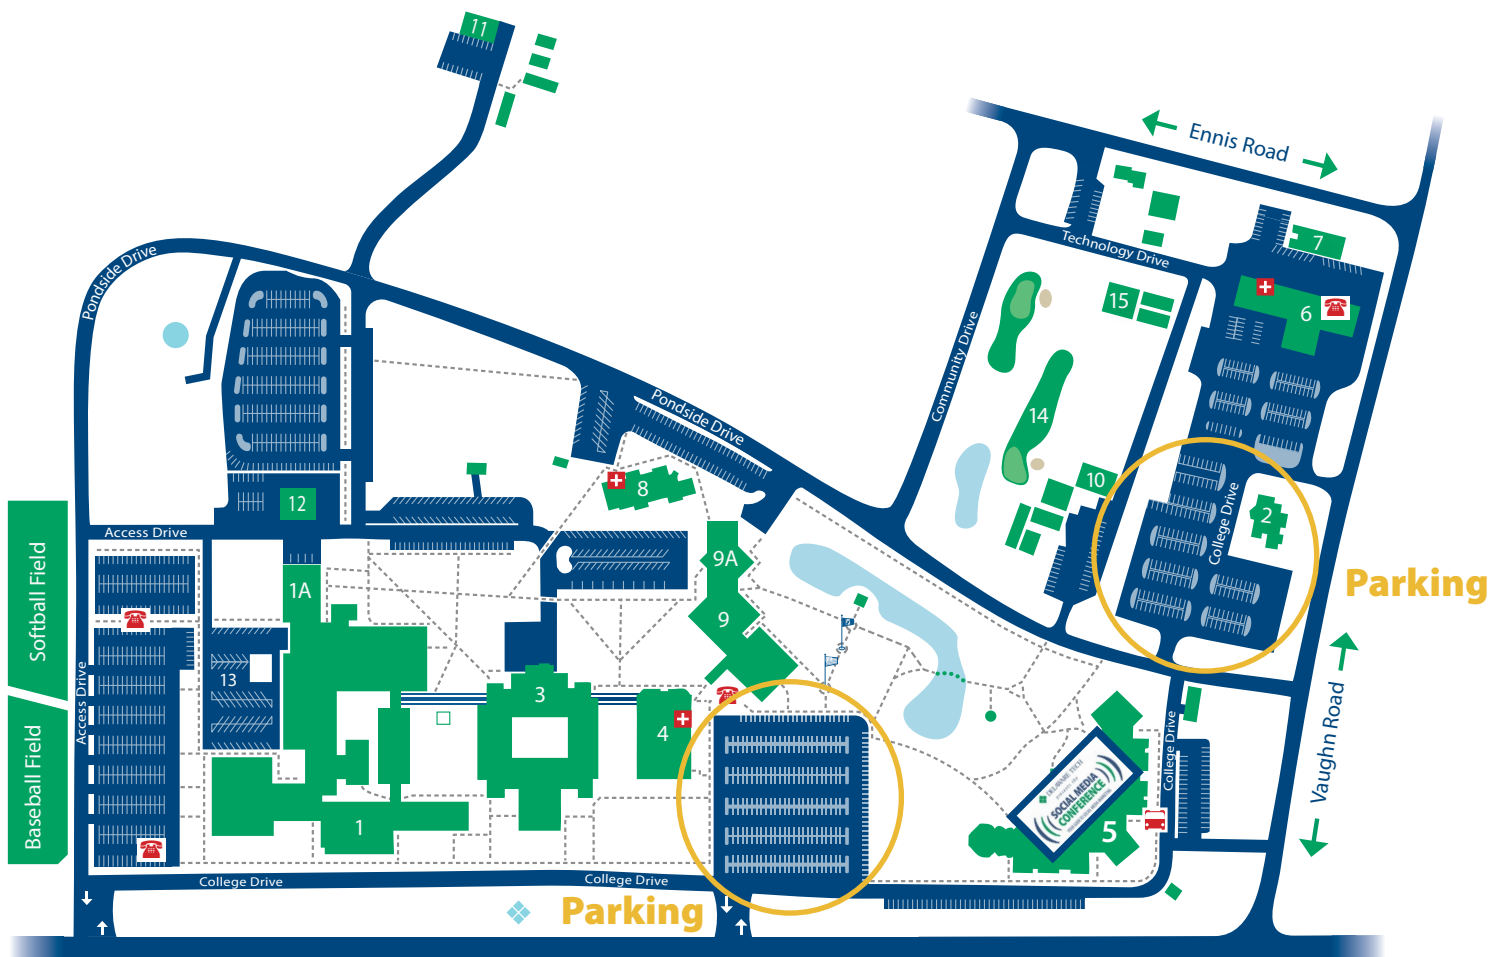 11
Ennis Road
7
Technology Drive
Pondside Drive
15
6
Community Drive
Pondside Drive
14
8
10
12
2
College Drive
Access Drive
9A
Softball Field
1A
Parking
9
13
3
Access Drive
4
Vaughn Road
College Drive
DELAWARE TECH
SOCIAL MEDIA
CONFERENCE
Baseball Field
1
5
College Drive
College Drive
Parking